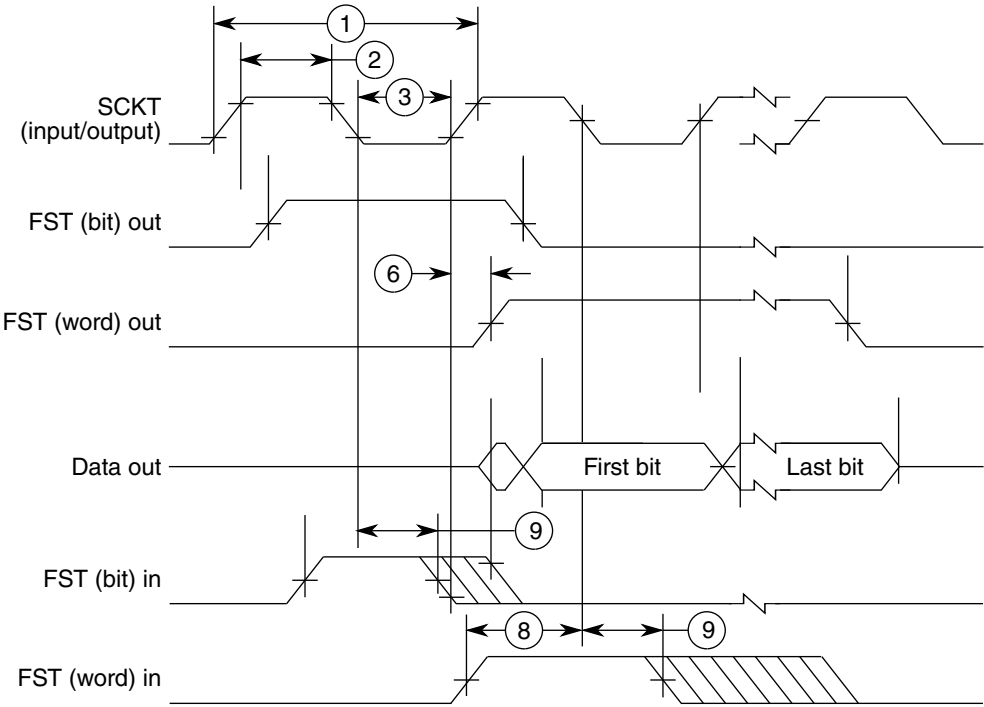 1
2
3
SCKT
(input/output)
FST (bit) out
6
FST (word) out
Data out
First bit
Last bit
9
FST (bit) in
8
9
FST (word) in